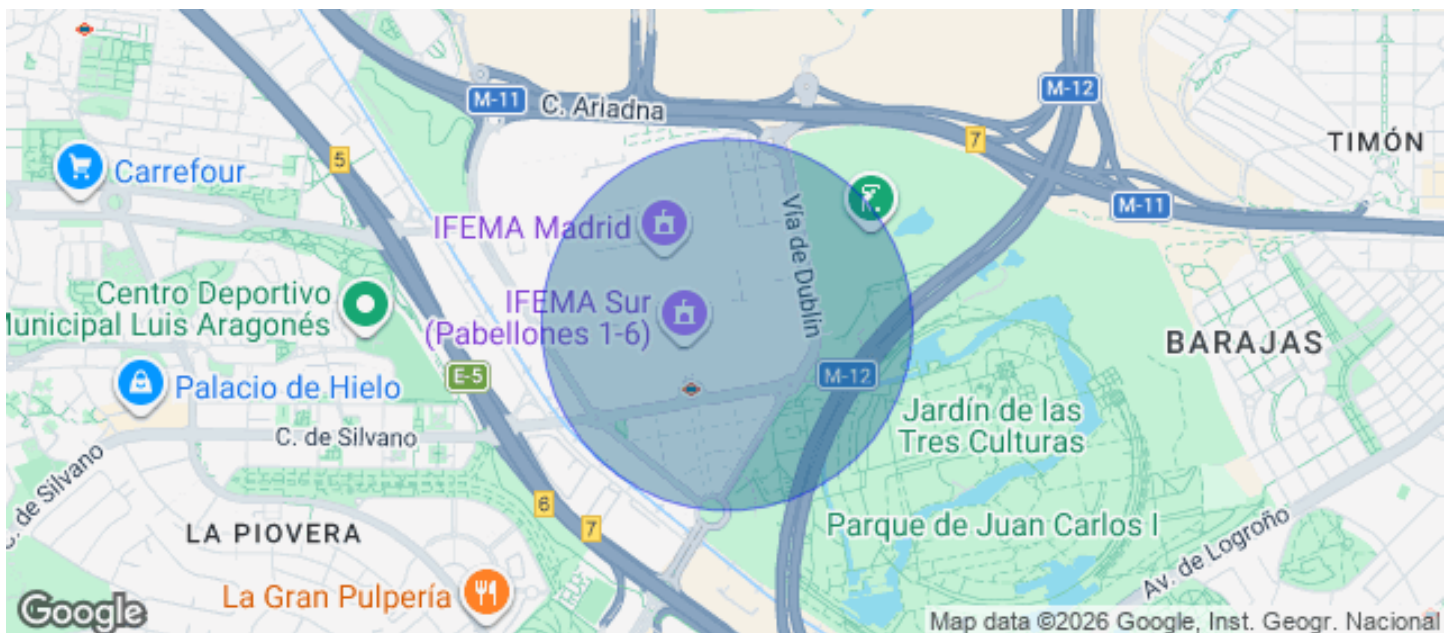 M-11
C. Ariadna
M-12
7
TIMÓN
5
Carrefour
M-11
IFEMA Madrid
Vía de Dublín
Centro Deportivo
Municipal Luis Aragonés
IFEMA Sur
(Pabellones 1-6)
BARAJAS
E-5
M-12
Palacio de Hielo
Jardín de las
Tres Culturas
C. de Silvano
C. de Silvano
6
7
LA PIOVERA
Parque de Juan Carlos I
Av. de Logroño
La Gran Pulpería
Google
Map data ©2026 Google, Inst. Geogr. Nacional